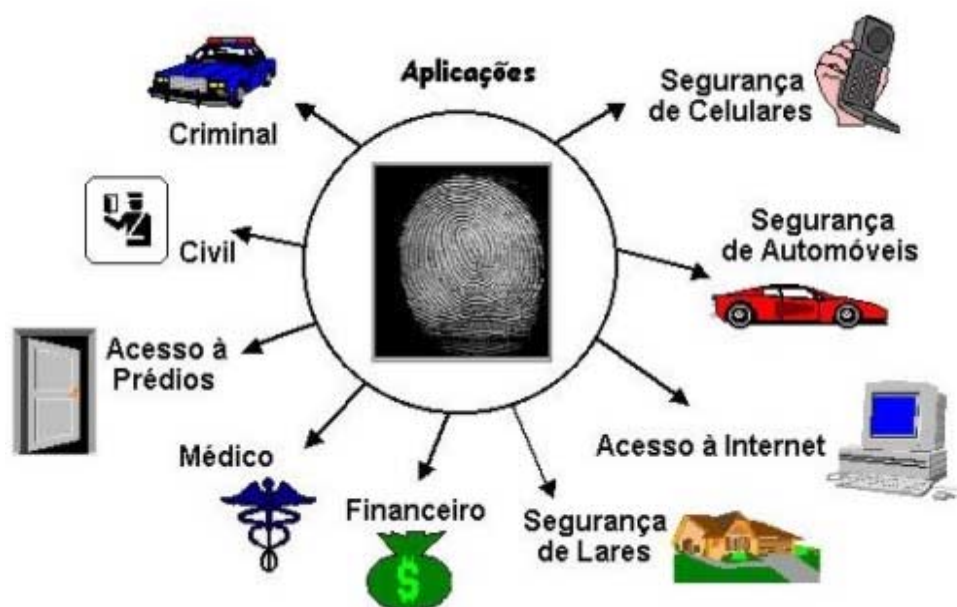 Aplicações
Segurança
de Celulares
Criminal
Segurança
de Automóveis
Civil
Acesso à
Prédios
Acesso à Internet
Médico
Financeiro
Segurança
de Lares
$